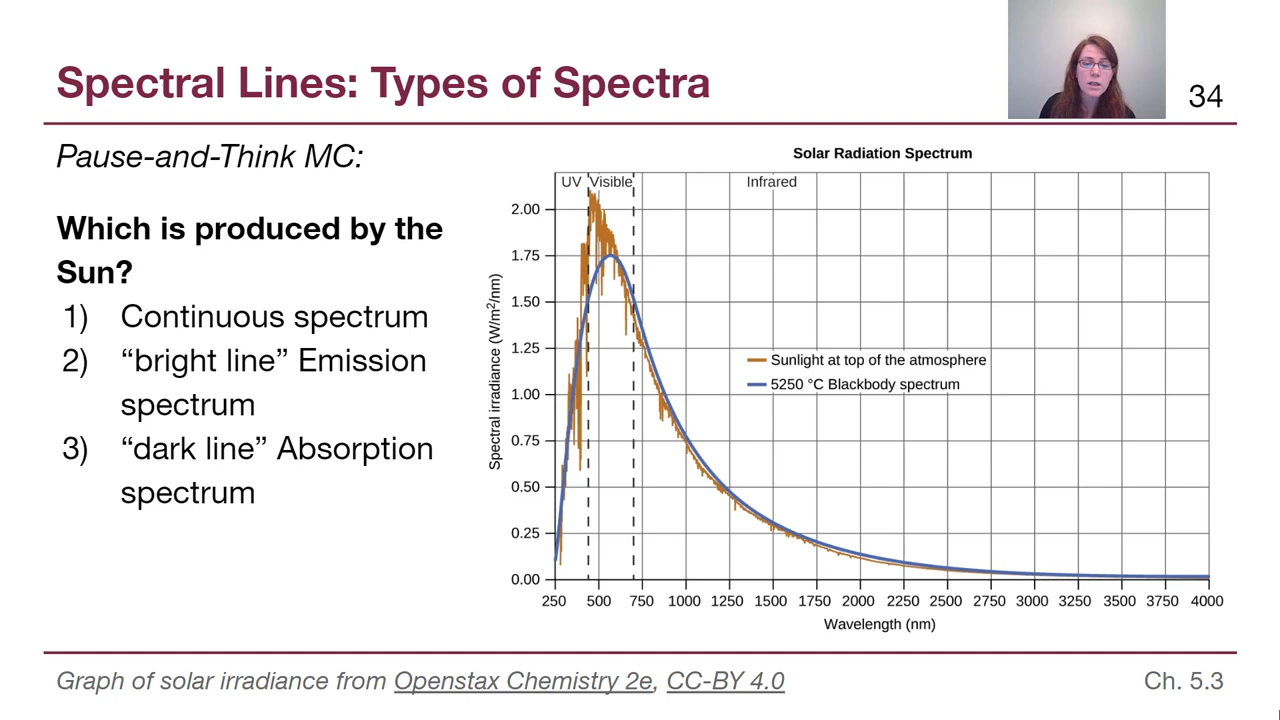 Spectral Lines: Types of Spectra
34
Pause-and-Think MC:
Which is produced by the
Sun?
1) Continuous spectrum
2) “bright line” Emission
spectrum
3) “dark line” Absorption
spectrum
Solar Radiation Spectrum
UV Visible Infrared
Spectral irradiance (W/m²/nm)
2.00
1.75
1.50
1.25
1.00
0.75
0.50
0.25
0.00
Sunlight at top of the atmosphere
5250 °C Blackbody spectrum
250 500 750 1000 1250 1500 1750 2000 2250 2500 2750 3000 3250 3500 3750 4000
Wavelength (nm)
Graph of solar irradiance from Openstax Chemistry 2e, CC-BY 4.0
Ch. 5.3